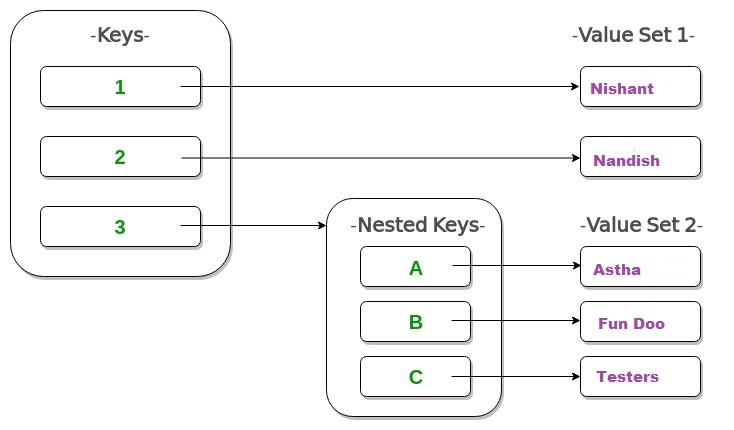 -Keys-
-Value Set 1-
1
Nishant
2
Nandish
3
-Nested Keys-
-Value Set 2-
A
Astha
B
Fun Doo
C
Testers